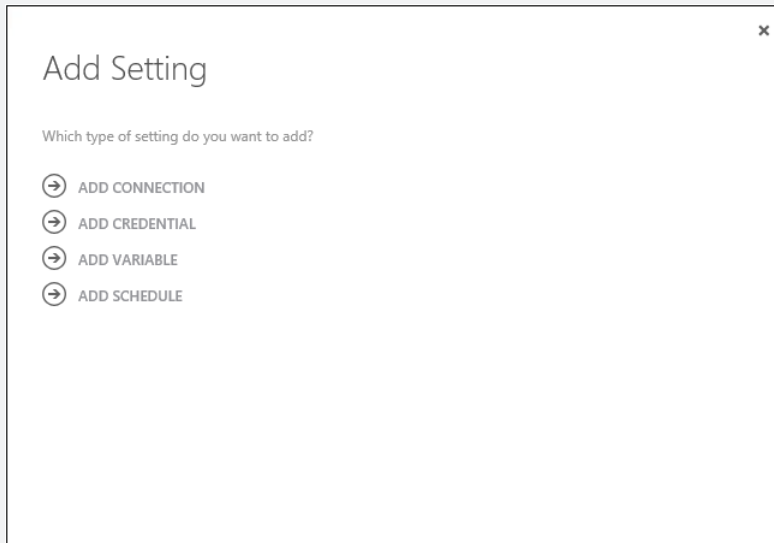 Add Setting
Which type of setting do you want to add?
ADD CONNECTION
ADD CREDENTIAL
ADD VARIABLE
ADD SCHEDULE